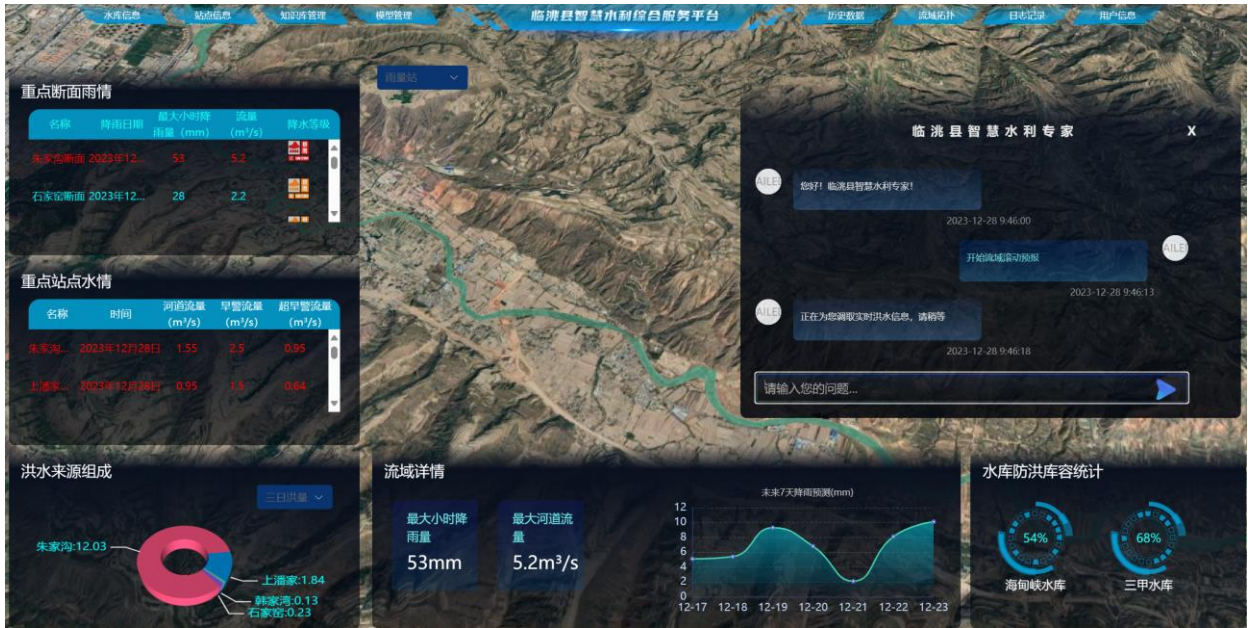 水库信息
站点信息
知识库管理
模型管理
临洮县智慧水利综合服务平台
历史数据
流域拓扑
日志记录
用户信息
雨量站
重点断面雨情
名称 降雨日期 最大小时降雨量（mm） 流量（m³/s） 降水等级
朱家沟断面 2023年12... 53 5.2
石家窑断面 2023年12... 28 2.2
重点站点水情
名称 时间 河道流量（m³/s） 旱警流量（m³/s） 超旱警流量（m³/s）
朱家沟... 2023年12月28日 1.55 2.5 0.95
上潘家... 2023年12月28日 0.95 1.5 0.64
临洮县智慧水利专家 X
AILE
您好！临洮县智慧水利专家！
2023-12-28 9:46:00
AILE
开始流域滚动预报
2023-12-28 9:46:13
AILE
正在为您调取实时洪水信息，请稍等
2023-12-28 9:46:18
请输入您的问题...
洪水来源组成
三日洪量
朱家沟:12.03
上潘家:1.84
韩家湾:0.13
石家窑:0.23
流域详情
最大小时降
雨量
53mm
最大河道流
量
5.2m³/s
未来7天降雨预测(mm)
12
10
8
6
4
2
0
12-17 12-18 12-19 12-20 12-21 12-22 12-23
水库防洪库容统计
54%
68%
海甸峡水库
三甲水库